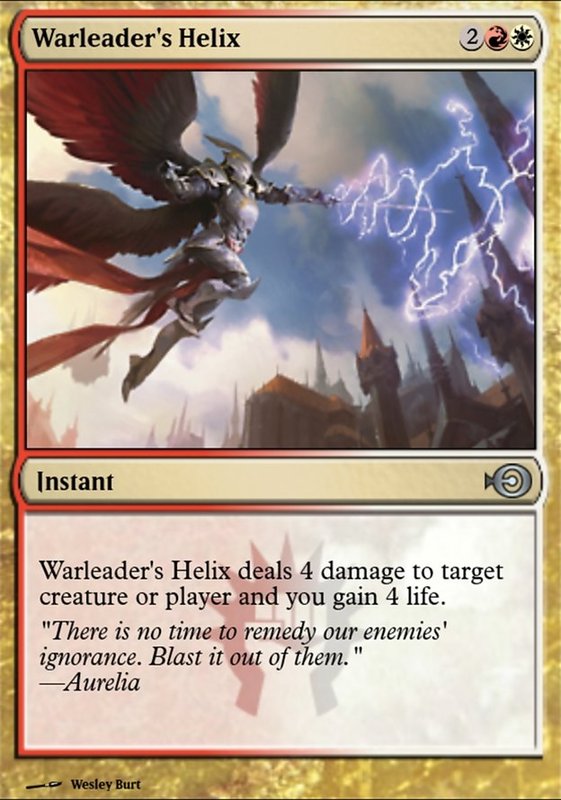 Warleader's Helix 2
Instant
Warleader's Helix deals 4 damage to target
creature or player and you gain 4 life.
"There is no time to remedy our enemies'
ignorance. Blast it out of them."
—Aurelia
Wesley Burt